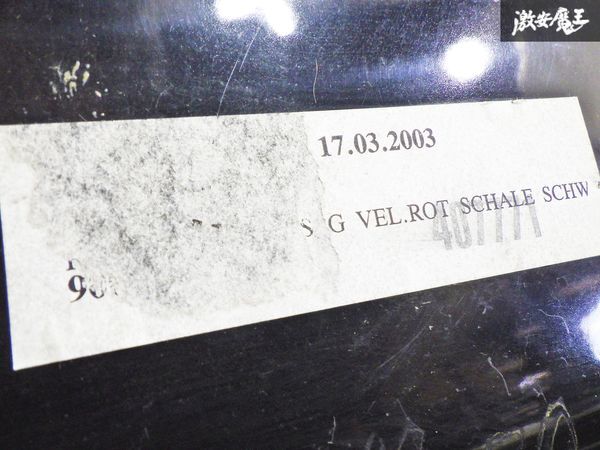 激安魔王
17.03.2003
S G VEL.ROT SCHALE SCHW
407771